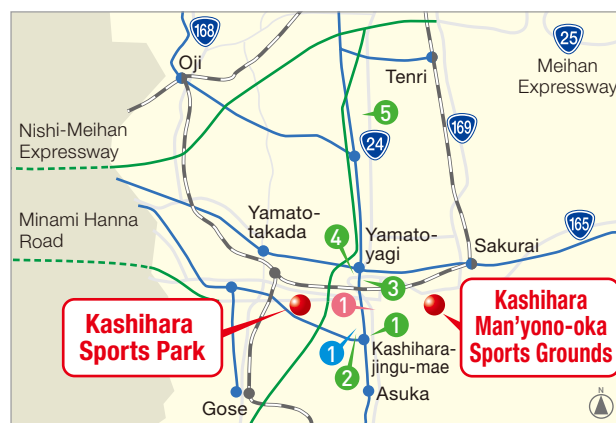 168
25
Oji
Tenri
Meihan
Expressway
5
Nishi-Meihan
Expressway
24
169
Minami Hanna
Road
Yamato-
takada
4
Yamato-
yagi
165
Sakurai
3
Kashihara
Sports Park
1
1
1
2
Kashihara
Man'yono-oka
Sports Grounds
Kashihara-
jingu-mae
Gose
Asuka
N